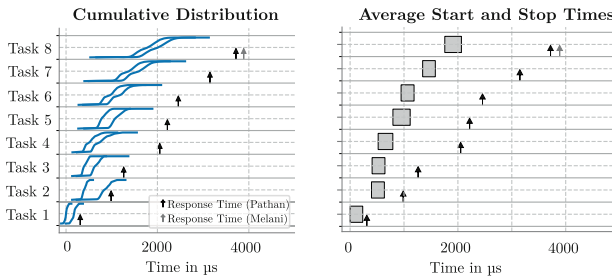 Cumulative Distribution
Task 8
Task 7
Task 6
Task 5
Task 4
Task 3
Task 2
Task 1
Response Time (Pathan)
Response Time (Melani)
0 2000 4000
Time in µs
Average Start and Stop Times
0 2000 4000
Time in µs